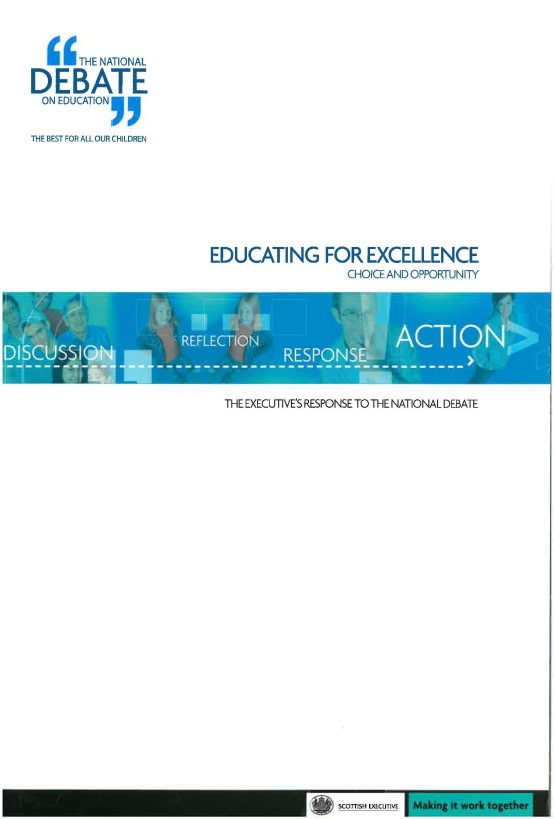 THE NATIONAL
DEBATE
ON EDUCATION
THE BEST FOR ALL OUR CHILDREN
EDUCATING FOR EXCELLENCE
CHOICE AND OPPORTUNITY
DISCUSSION
REFLECTION
RESPONSE
ACTION
THE EXECUTIVE'S RESPONSE TO THE NATIONAL DEBATE
SCOTTISH EXECUTIVE
Making it work together